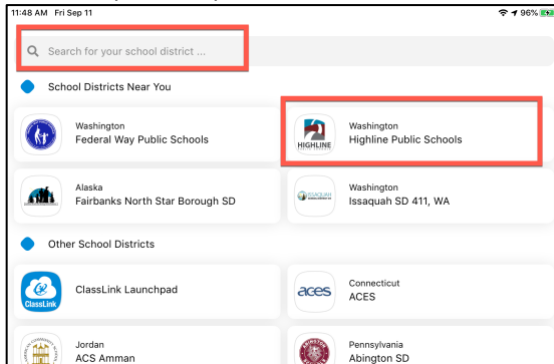 11:48 AM Fri Sep 11
96%
Search for your school district ...
School Districts Near You
Washington
Federal Way Public Schools
HIGHLINE
Washington
Highline Public Schools
Alaska
Fairbanks North Star Borough SD
ISSAQUAH
Washington
Issaquah SD 411, WA
Other School Districts
ClassLink
ClassLink Launchpad
aces
Connecticut
ACES
Jordan
ACS Amman
Pennsylvania
Abington SD